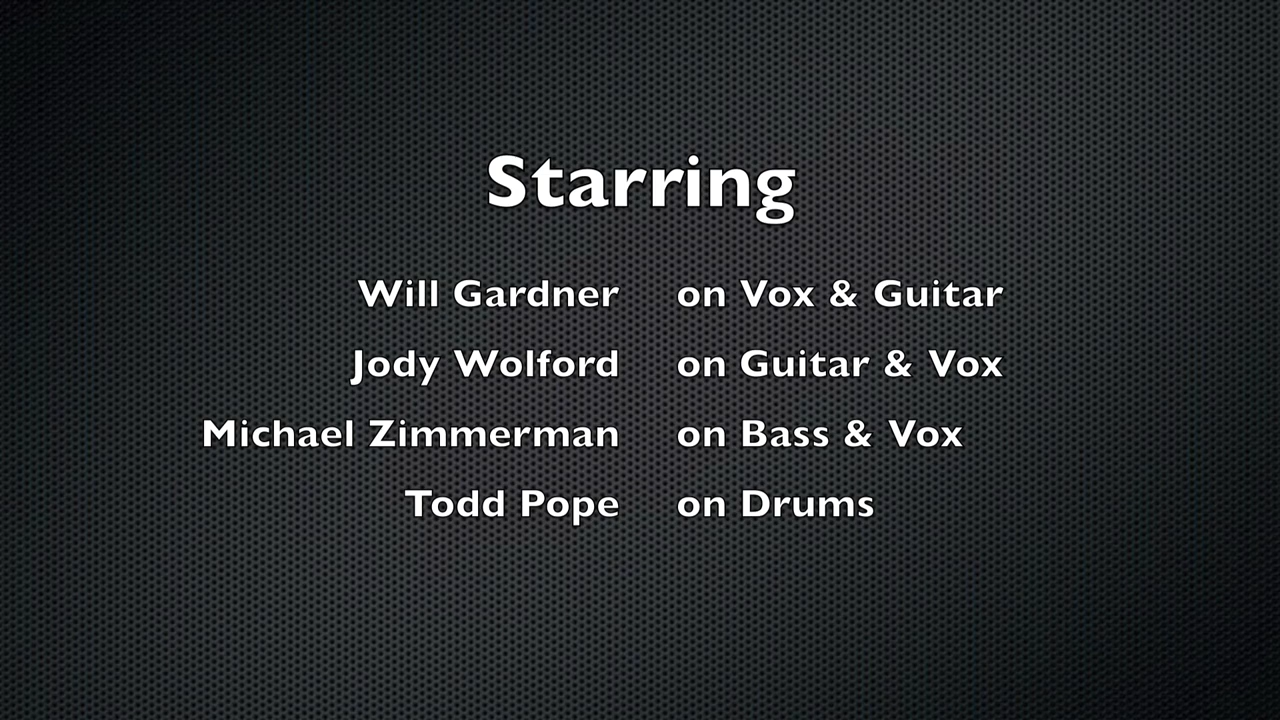 Starring
Will Gardner on Vox & Guitar
Jody Wolford on Guitar & Vox
Michael Zimmerman on Bass & Vox
Todd Pope on Drums